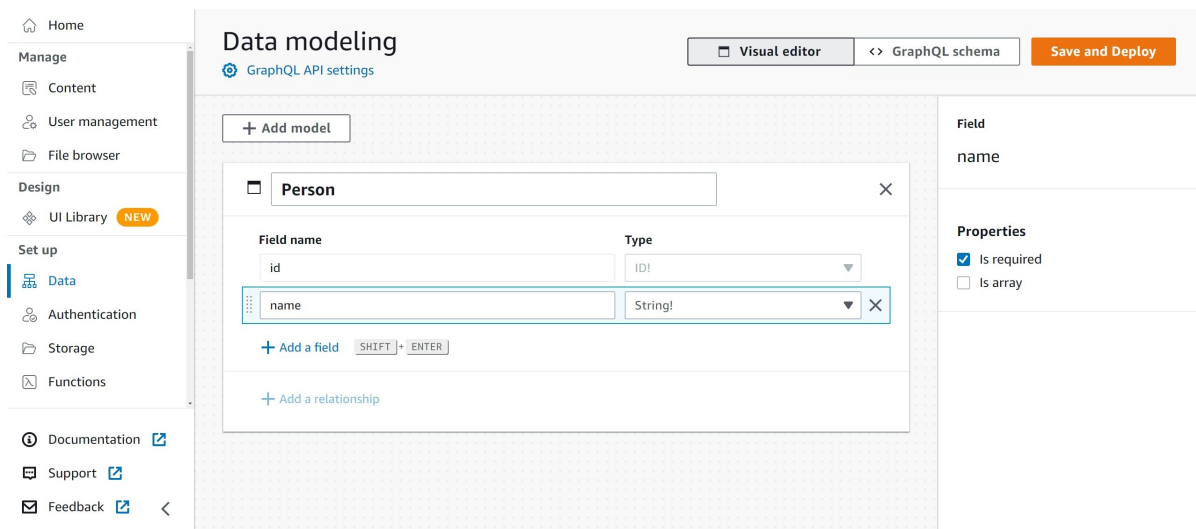 Home
Manage
Content
User management
File browser
Design
UI Library NEW
Set up
Data
Authentication
Storage
Functions
Documentation
Support
Feedback
Data modeling
GraphQL API settings
Visual editor
<> GraphQL schema
Save and Deploy
+ Add model
Person
Field name Type
id ID!
name String!
+ Add a field SHIFT + ENTER
+ Add a relationship
Field
name
Properties
Is required
Is array